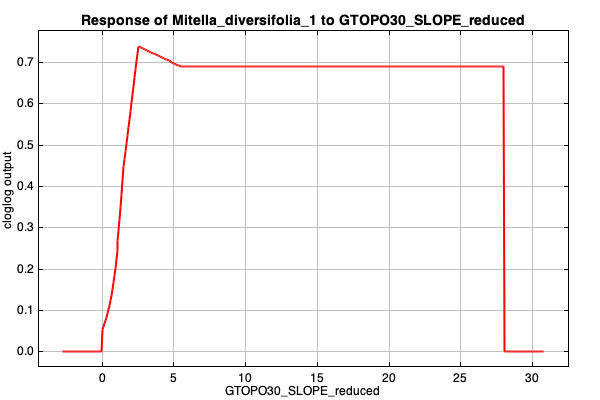 Response of Mitella_diversifolia_1 to GTOPO30_SLOPE_reduced
cloglog output
0.7
0.6
0.5
0.4
0.3
0.2
0.1
0.0
0 5 10 15 20 25 30
GTOPO30_SLOPE_reduced